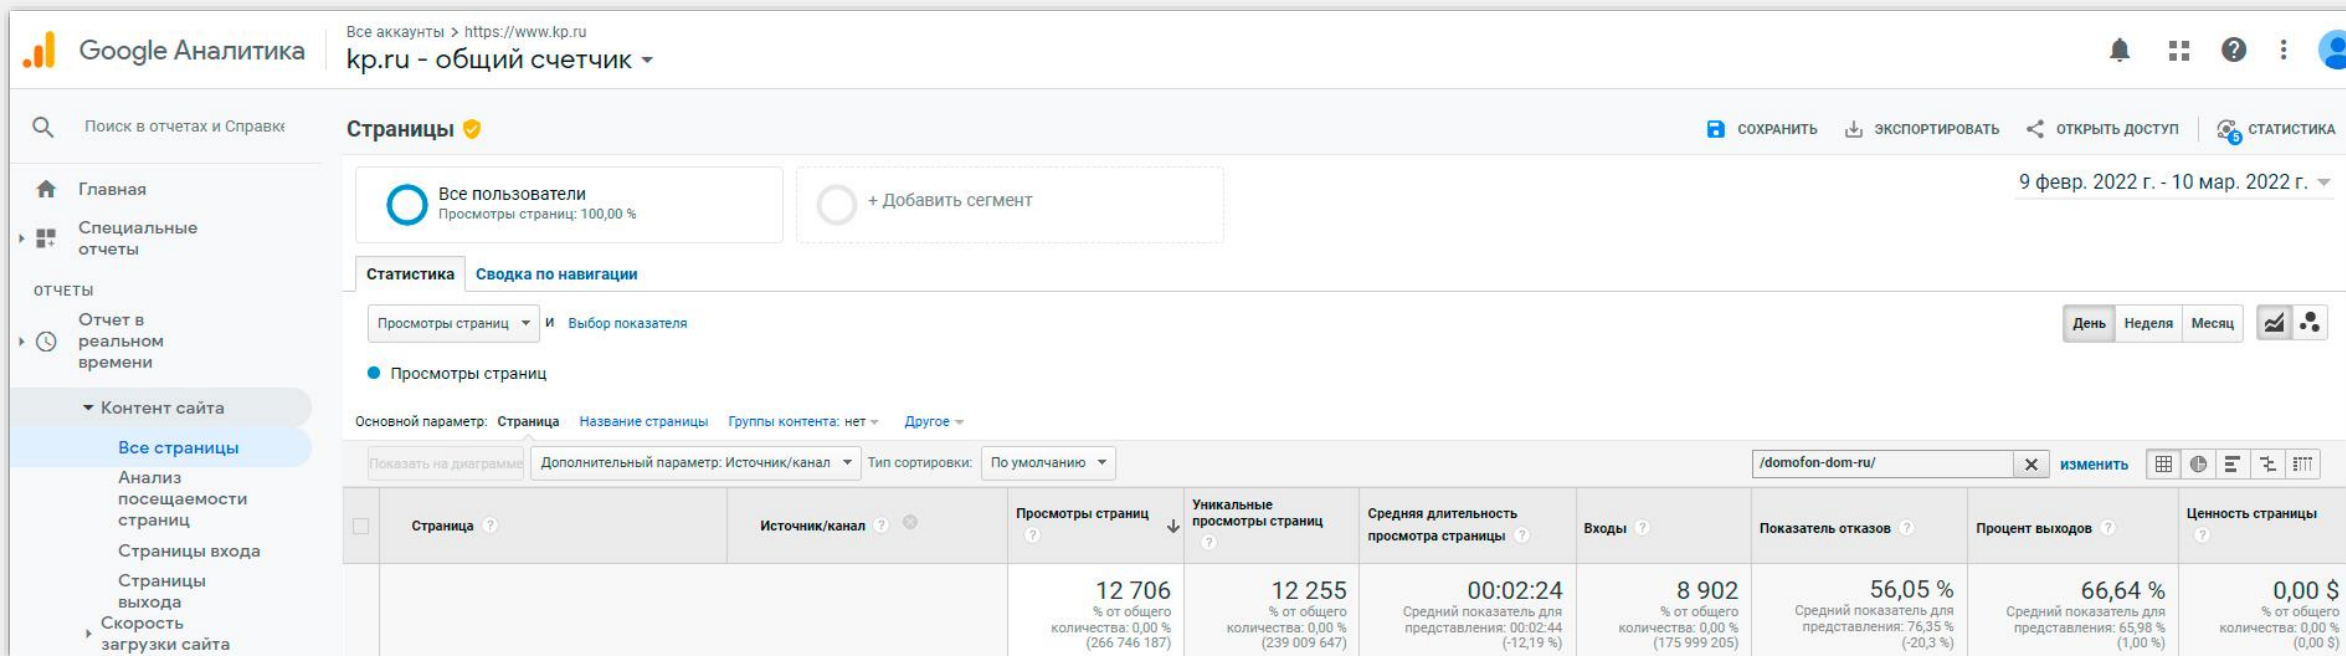 Google Аналитика
Все аккаунты > https://www.kp.ru
kp.ru - общий счетчик
Поиск в отчетах и Справке
Страницы
СОХРАНИТЬ
ЭКСПОРТИРОВАТЬ
ОТКРЫТЬ ДОСТУП
5
СТАТИСТИКА
Главная
Специальные
отчеты
ОТЧЕТЫ
Отчет в
реальном
времени
Контент сайта
Все страницы
Анализ
посещаемости
страниц
Страницы входа
Страницы
выхода
Скорость
загрузки сайта
Все пользователи
Просмотры страниц: 100,00 %
+ Добавить сегмент
9 февр. 2022 г. - 10 мар. 2022 г.
Статистика
Сводка по навигации
Просмотры страниц
И
Выбор показателя
День
Неделя
Месяц
Просмотры страниц
Основной параметр: Страница Название страницы Группы контента: нет Другое
Показать на диаграмме
Дополнительный параметр: Источник/канал
Тип сортировки:
По умолчанию
/domofon-dom-ru/
изменить
Страница
Источник/канал
Просмотры страниц
Уникальные
просмотры страниц
Средняя длительность
просмотра страницы
Входы
Показатель отказов
Процент выходов
Ценность страницы
12 706
% от общего
количества: 0,00 %
(266 746 187)
12 255
% от общего
количества: 0,00 %
(239 009 647)
00:02:24
Средний показатель для
представления: 00:02:44
(-12,19 %)
8 902
% от общего
количества: 0,00 %
(175 999 205)
56,05 %
Средний показатель для
представления: 76,35 %
(-20,3 %)
66,64 %
Средний показатель для
представления: 65,98 %
(1,00 %)
0,00 $
% от общего
количества: 0,00 %
(0,00 $)